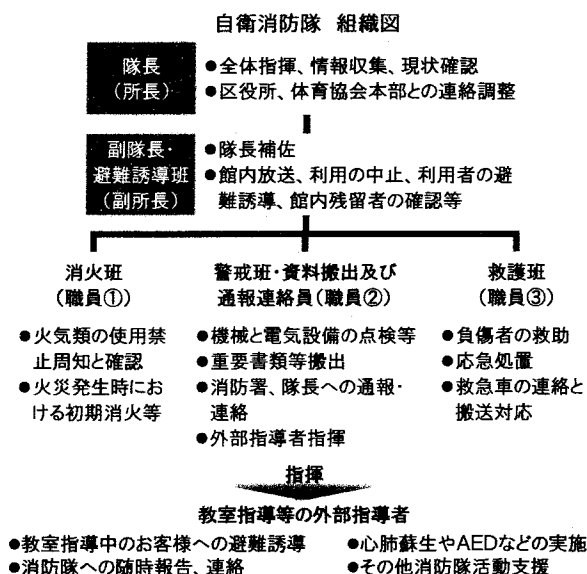 自衛消防隊 組織図
隊長
(所長)
●全体指揮、情報収集、現状確認
●区役所、体育協会本部との連絡調整
副隊長・
避難誘導班
(副所長)
●隊長補佐
●館内放送、利用の中止、利用者の避
難誘導、館内残留者の確認等
消火班
(職員①)
●火気類の使用禁
止周知と確認
●火災発生時にお
ける初期消火等
警戒班・資料搬出及び
通報連絡員(職員②)
●機械と電気設備の点検等
●重要書類等搬出
●消防署、隊長への通報・
連絡
●外部指導者指揮
救護班
(職員③)
●負傷者の救助
●応急処置
●救急車の連絡と
搬送対応
指揮
教室指導等の外部指導者
●教室指導中のお客様への避難誘導
●消防隊への随時報告、連絡
●心肺蘇生やAEDなどの実施
●その他消防隊活動支援